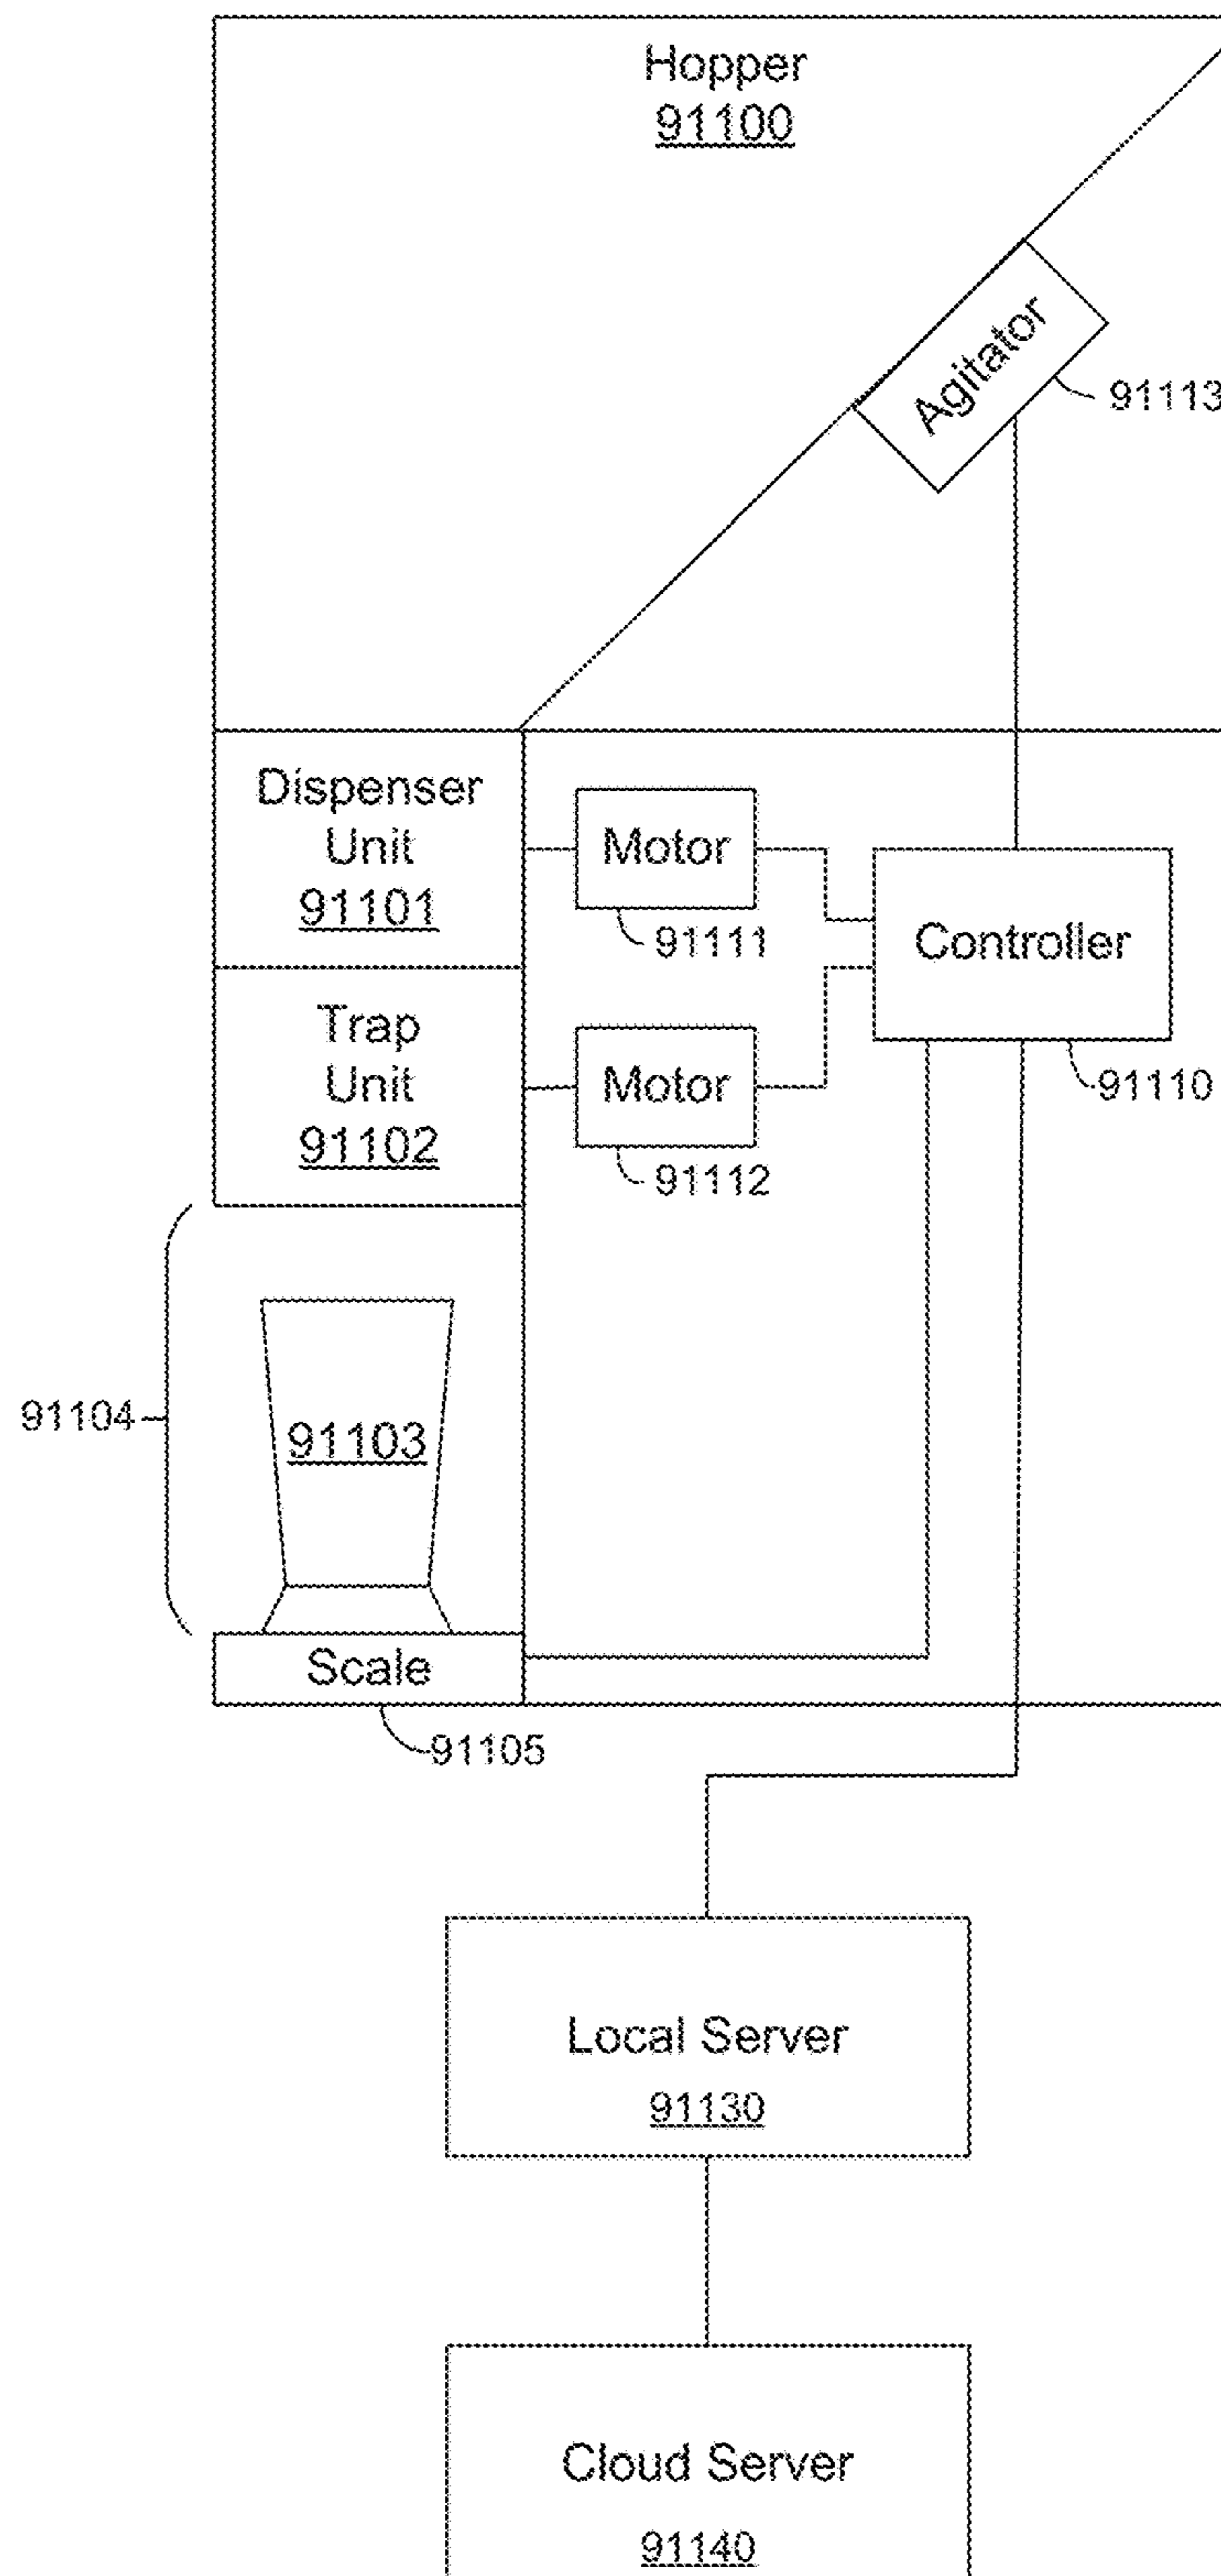 Hopper
91100
Agitator
91113
Dispenser
Unit
91101
Motor
91111
Controller
91110
Trap
Unit
91102
Motor
91112
91104
91103
Scale
91105
Local Server
91130
Cloud Server
91140